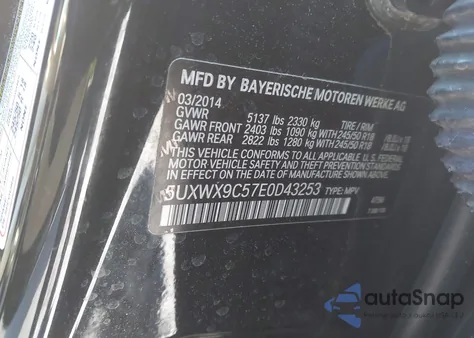 MFD BY BAYERISCHE MOTOREN WERKE AG
03/2014
GVWR 5137 lbs 2330 kg TIRE / RIM
GAWR FRONT 2403 lbs 1090 kg WITH 245/50 R18
GAWR REAR 2822 lbs 1280 kg WITH 245/50 R18
THIS VEHICLE CONFORMS TO ALL APPLICABLE U.S. FEDERAL
MOTOR VEHICLE SAFETY AND THEFT PREVENTION STANDARDS
IN EFFECT ON THE DATE OF MANUFACTURE SHOWN ABOVE.
5UXWX9C57E0D43253 TYPE: MPV
autoSnap